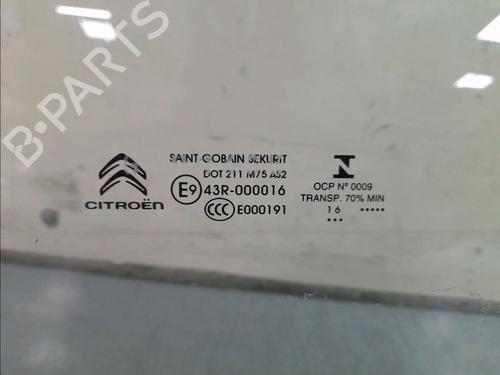 B-PARTS
SAINT-GOBAIN SEKURIT
DOT 211 M75 AS2
E9 43R-000016
CCC E000191
CITROËN
N
OCP Nº 0009
TRANSP. 70% MIN
16 •••••
•••